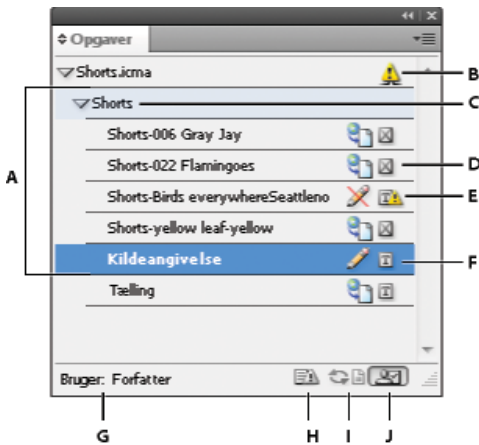 Opgaver
Shorts.icma
B
Shorts
C
Shorts-006 Gray Jay
Shorts-022 Flamingoes
D
A
Shorts-Birds everywhereSeattleno
E
Shorts-yellow leaf-yellow
Kildeangivelse
F
Tælling
Bruger: Forfatter
G
H
I
J